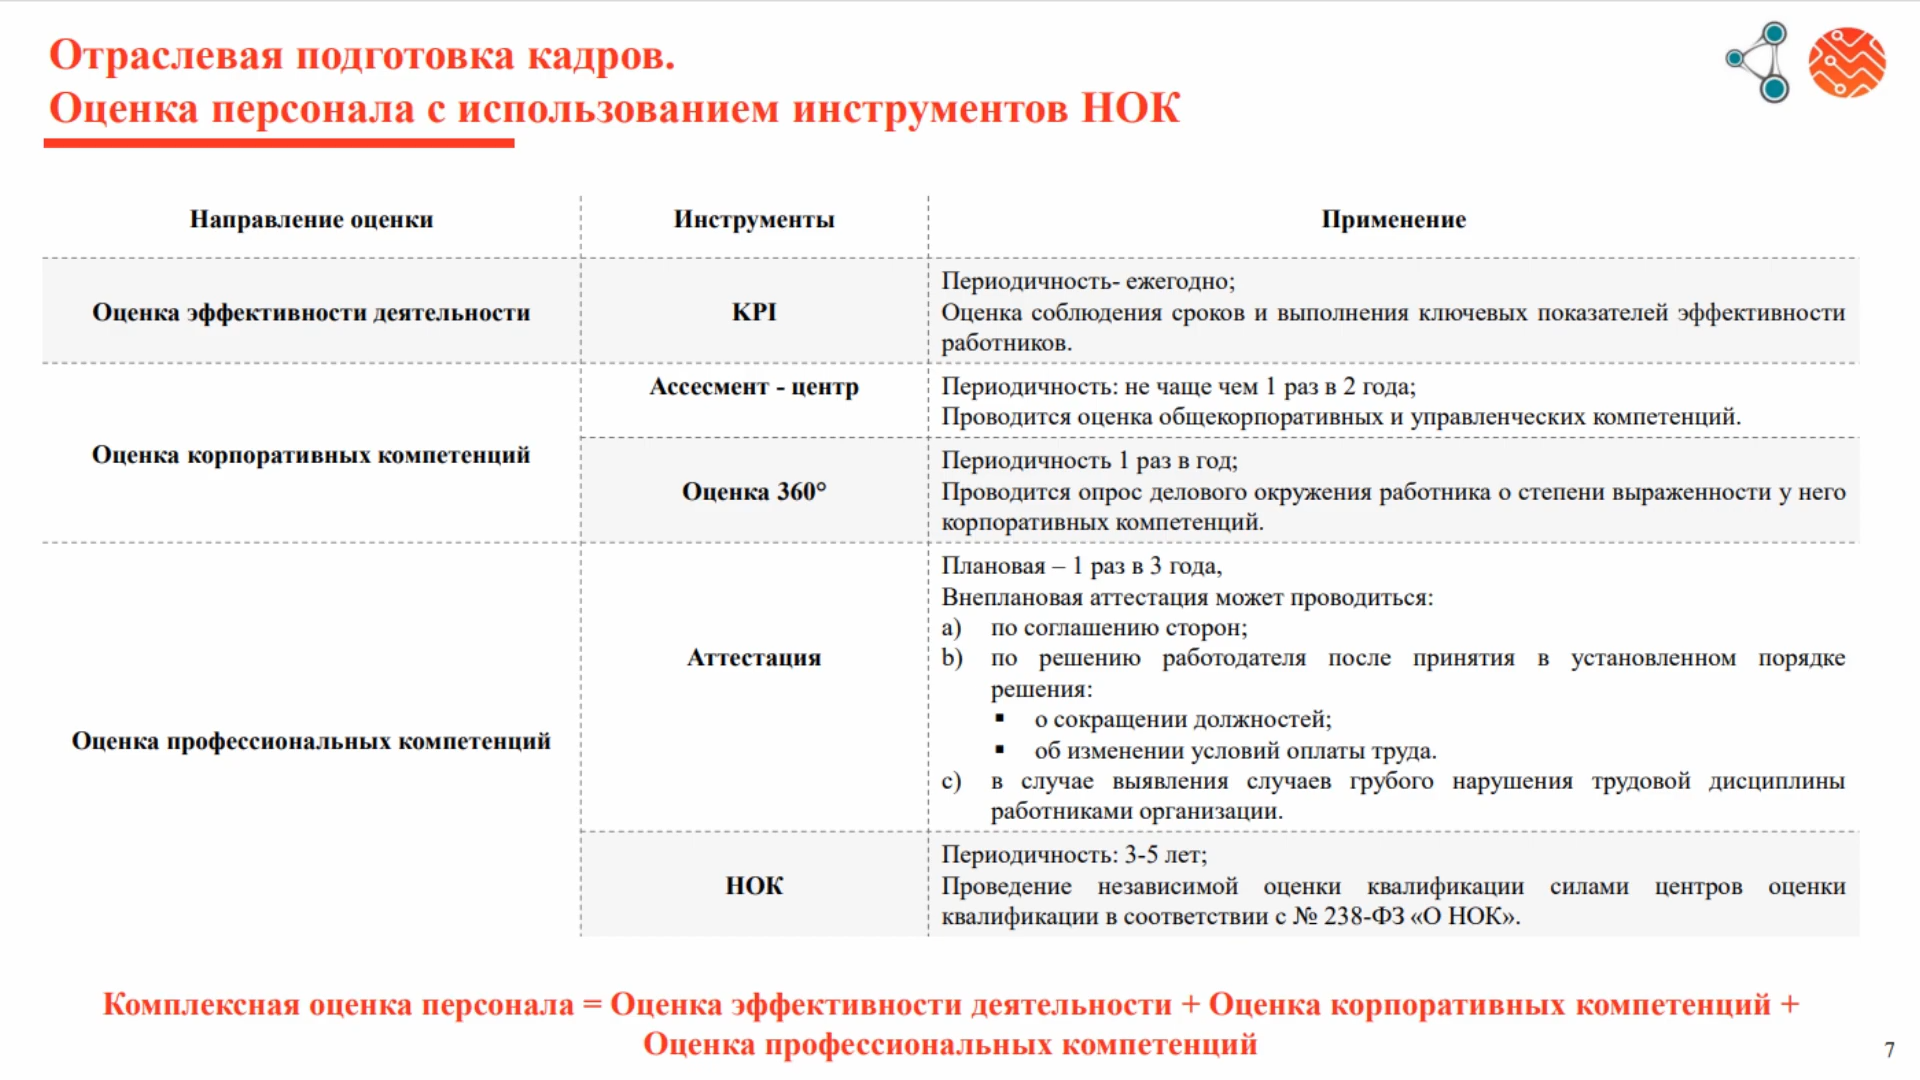 Отраслевая подготовка кадров.
Оценка персонала с использованием инструментов НОК
Направление оценки
Инструменты
Применение
Оценка эффективности деятельности
KPI
Периодичность- ежегодно;
Оценка соблюдения сроков и выполнения ключевых показателей эффективности
работников.
Оценка корпоративных компетенций
Ассесмент - центр
Периодичность: не чаще чем 1 раз в 2 года;
Проводится оценка общекорпоративных и управленческих компетенций.
Оценка 360°
Периодичность 1 раз в год;
Проводится опрос делового окружения работника о степени выраженности у него
корпоративных компетенций.
Оценка профессиональных компетенций
Аттестация
Плановая – 1 раз в 3 года,
Внеплановая аттестация может проводиться:
a) по соглашению сторон;
b) по решению работодателя после принятия в установленном порядке
решения:
▪ о сокращении должностей;
▪ об изменении условий оплаты труда.
c) в случае выявления случаев грубого нарушения трудовой дисциплины
работниками организации.
НОК
Периодичность: 3-5 лет;
Проведение независимой оценки квалификации силами центров оценки
квалификации в соответствии с № 238-ФЗ «О НОК».
Комплексная оценка персонала = Оценка эффективности деятельности + Оценка корпоративных компетенций +
Оценка профессиональных компетенций
7